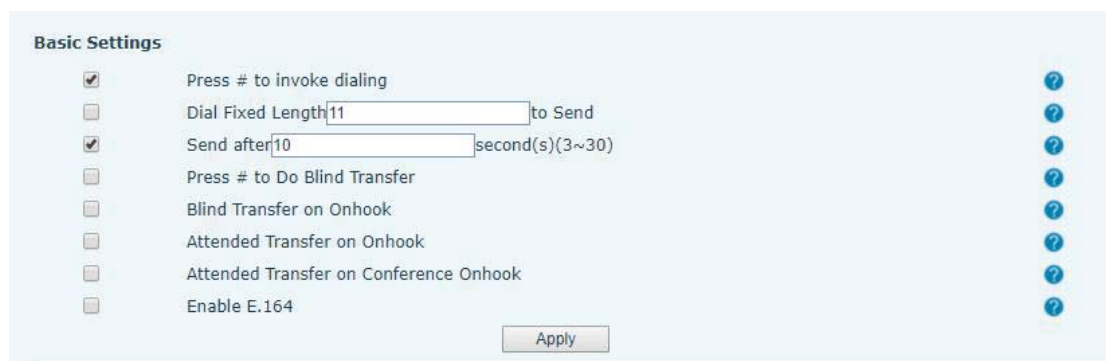 Basic Settings
Press # to invoke dialing
Dial Fixed Length 11 to Send
Send after 10 second(s)(3~30)
Press # to Do Blind Transfer
Blind Transfer on Onhook
Attended Transfer on Onhook
Attended Transfer on Conference Onhook
Enable E.164
Apply